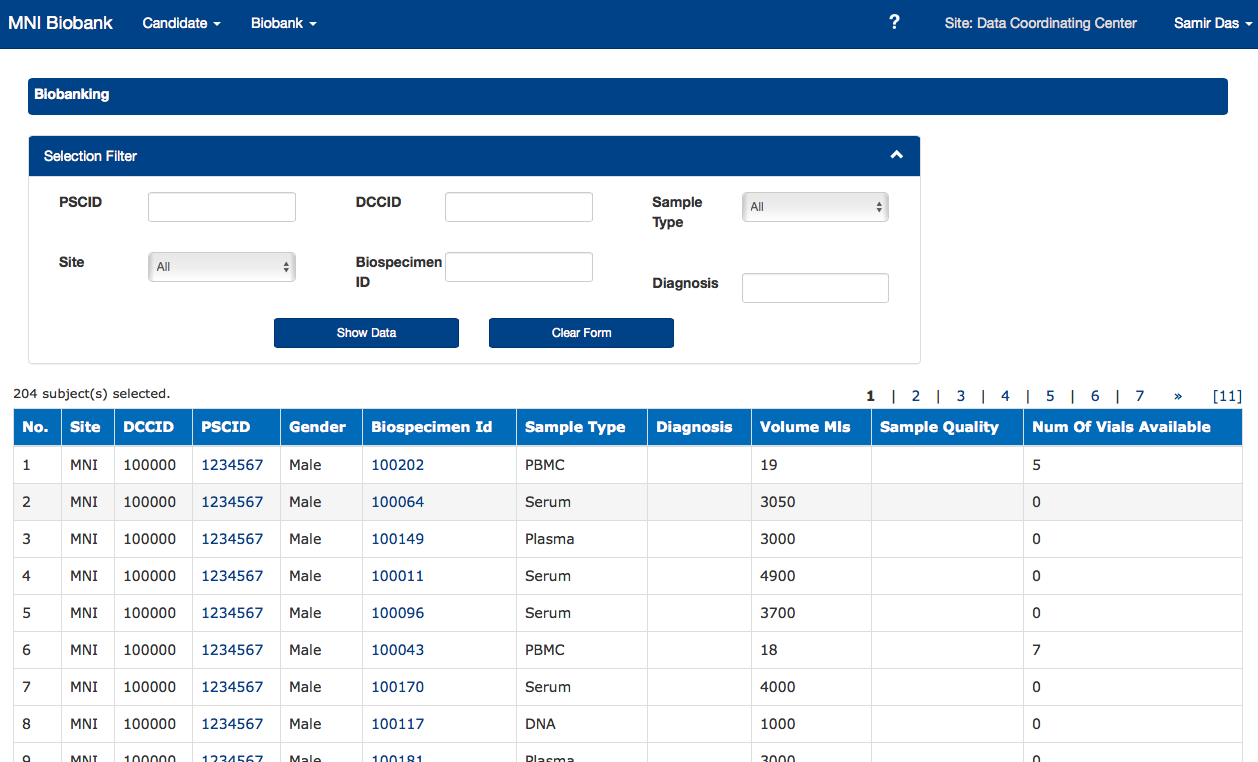 MNI Biobank Candidate Biobank ? Site: Data Coordinating Center Samir Das
Biobanking
Selection Filter
PSCID DCCID Sample Type All
Site All Biospecimen ID Diagnosis
Show Data Clear Form
204 subject(s) selected. 1 | 2 | 3 | 4 | 5 | 6 | 7 » [11]
No. Site DCCID PSCID Gender Biospecimen Id Sample Type Diagnosis Volume Mls Sample Quality Num Of Vials Available
1 MNI 100000 1234567 Male 100202 PBMC 19 5
2 MNI 100000 1234567 Male 100064 Serum 3050 0
3 MNI 100000 1234567 Male 100149 Plasma 3000 0
4 MNI 100000 1234567 Male 100011 Serum 4900 0
5 MNI 100000 1234567 Male 100096 Serum 3700 0
6 MNI 100000 1234567 Male 100043 PBMC 18 7
7 MNI 100000 1234567 Male 100170 Serum 4000 0
8 MNI 100000 1234567 Male 100117 DNA 1000 0
9 MNI 100000 1234567 Male 100181 Plasma 3000 0